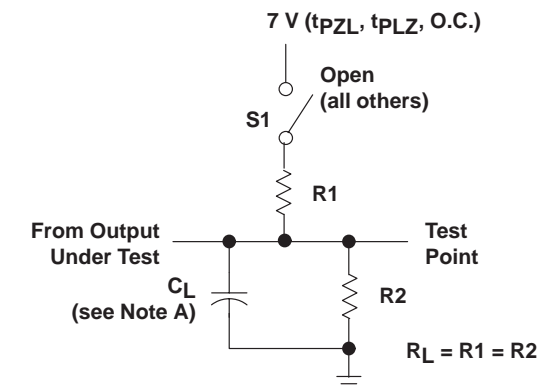 7 V (tPZL, tPLZ, O.C.)
Open
(all others)
S1
R1
From Output
Under Test
Test
Point
CL
(see Note A)
R2
RL = R1 = R2